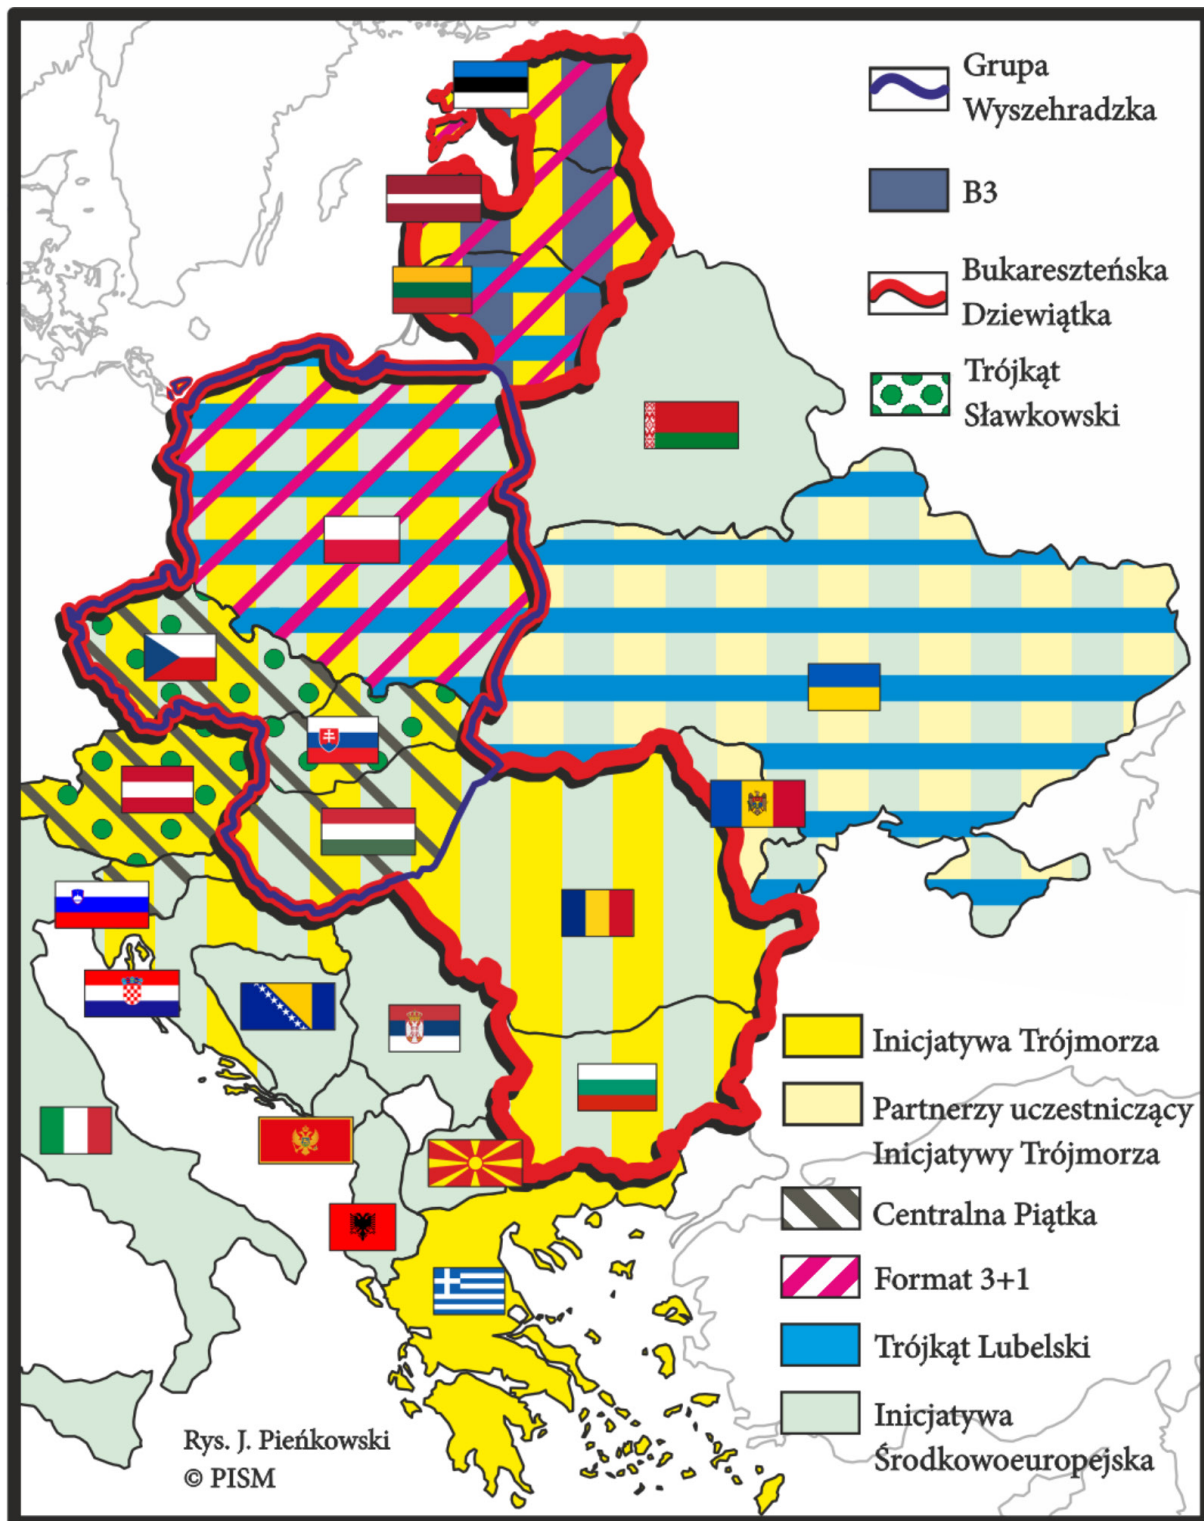 Grupa
Wyszehradzka
B3
Bukareszteńska
Dziewiątka
Trójkąt
Sławkowski
Inicjatywa Trójmorza
Partnerzy uczestniczący
Inicjatywy Trójmorza
Centralna Piątka
Format 3+1
Trójkąt Lubelski
Inicjatywa
Środkowoeuropejska
Rys. J. Pieńkowski
© PISM